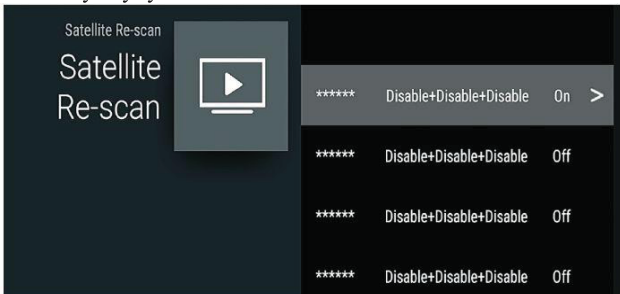 Satellite Re-scan
Satellite
Re-scan
****** Disable+Disable+Disable On >
****** Disable+Disable+Disable Off
****** Disable+Disable+Disable Off
****** Disable+Disable+Disable Off